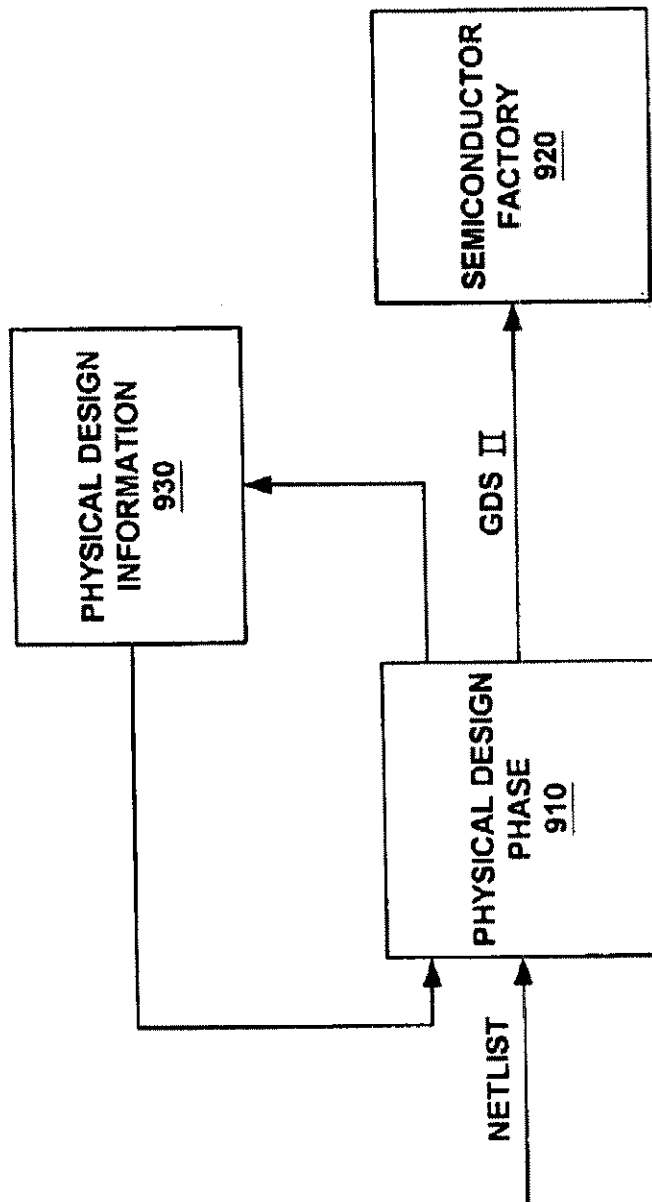 PHYSICAL DESIGN
INFORMATION
930
NETLIST
PHYSICAL DESIGN
PHASE
910
GDS II
SEMICONDUCTOR
FACTORY
920